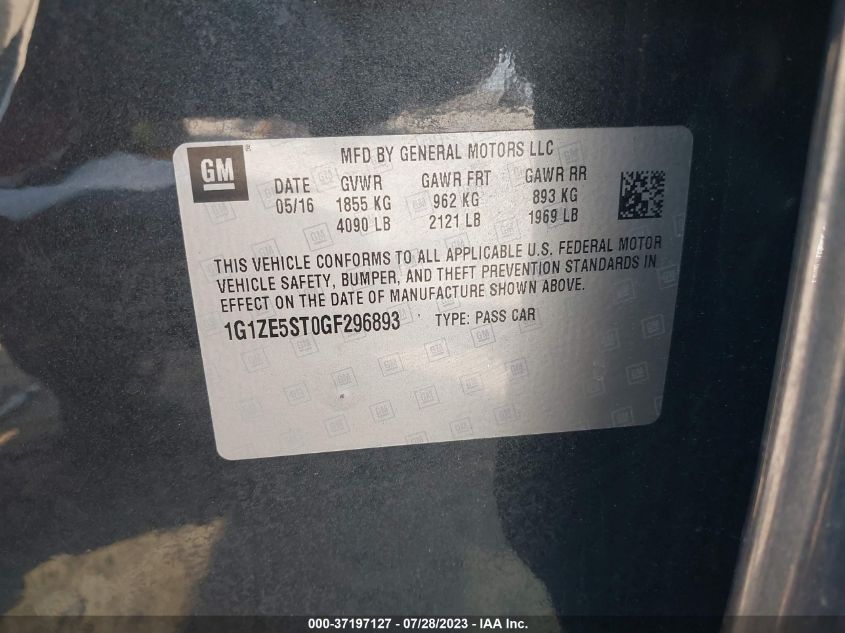 GM
MFD BY GENERAL MOTORS LLC
DATE GVWR GAWR FRT GAWR RR
05/16 1855 KG 962 KG 893 KG
4090 LB 2121 LB 1969 LB
THIS VEHICLE CONFORMS TO ALL APPLICABLE U.S. FEDERAL MOTOR
VEHICLE SAFETY, BUMPER, AND THEFT PREVENTION STANDARDS IN
EFFECT ON THE DATE OF MANUFACTURE SHOWN ABOVE.
1G1ZE5ST0GF296893 TYPE: PASS CAR
000-37197127 - 07/28/2023 - IAA Inc.